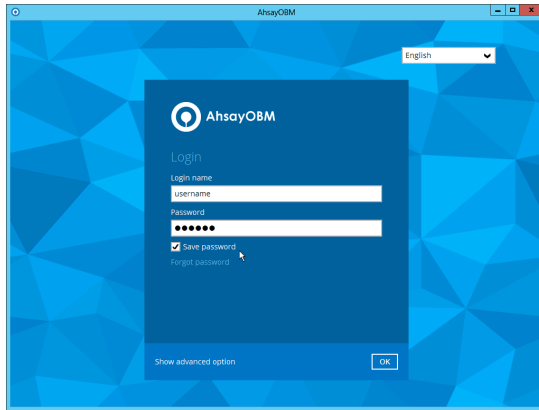 AhsayOBM
English
AhsayOBM
Login
Login name
username
Password
Save password
Forgot password
Show advanced option
OK